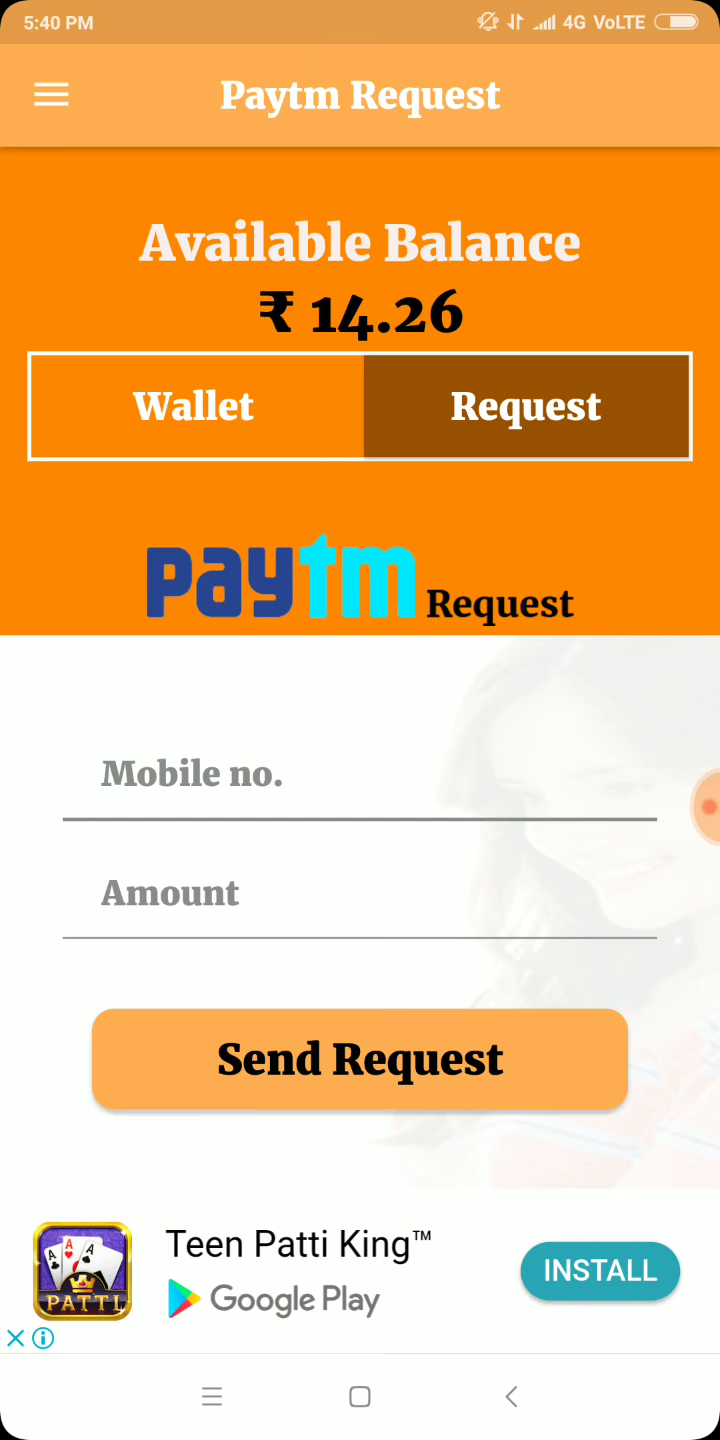 5:40 PM 4G VoLTE
Paytm Request
Available Balance
₹ 14.26
Wallet Request
paytm Request
Mobile no.
Amount
Send Request
A A A
PATTI
Teen Patti King™
Google Play
INSTALL